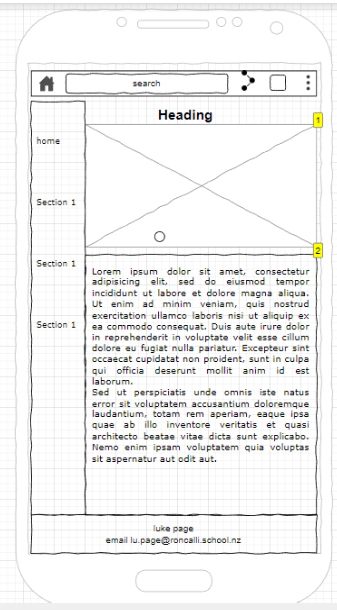 search
Heading
1
home
Section 1
Section 1
Section 1
2
Lorem ipsum dolor sit amet, consectetur
adipisicing elit, sed do eiusmod tempor
incididunt ut labore et dolore magna aliqua.
Ut enim ad minim veniam, quis nostrud
exercitation ullamco laboris nisi ut aliquip ex
ea commodo consequat. Duis aute irure dolor
in reprehenderit in voluptate velit esse cillum
dolore eu fugiat nulla pariatur. Excepteur sint
occaecat cupidatat non proident, sunt in culpa
qui officia deserunt mollit anim id est
laborum.
Sed ut perspiciatis unde omnis iste natus
error sit voluptatem accusantium doloremque
laudantium, totam rem aperiam, eaque ipsa
quae ab illo inventore veritatis et quasi
architecto beatae vitae dicta sunt explicabo.
Nemo enim ipsam voluptatem quia voluptas
sit aspernatur aut odit aut.
luke page
email lu.page@roncalli.school.nz